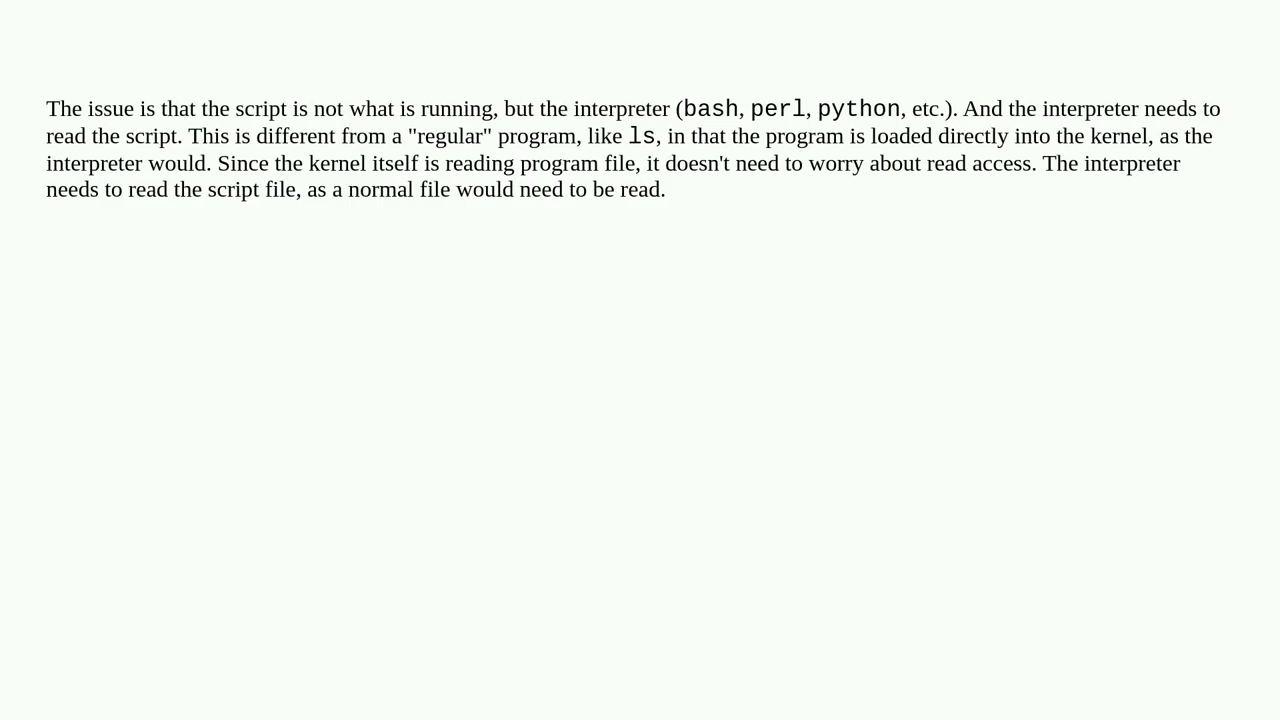 The issue is that the script is not what is running, but the interpreter (bash, perl, python, etc.). And the interpreter needs to
read the script. This is different from a "regular" program, like ls, in that the program is loaded directly into the kernel, as the
interpreter would. Since the kernel itself is reading program file, it doesn't need to worry about read access. The interpreter
needs to read the script file, as a normal file would need to be read.